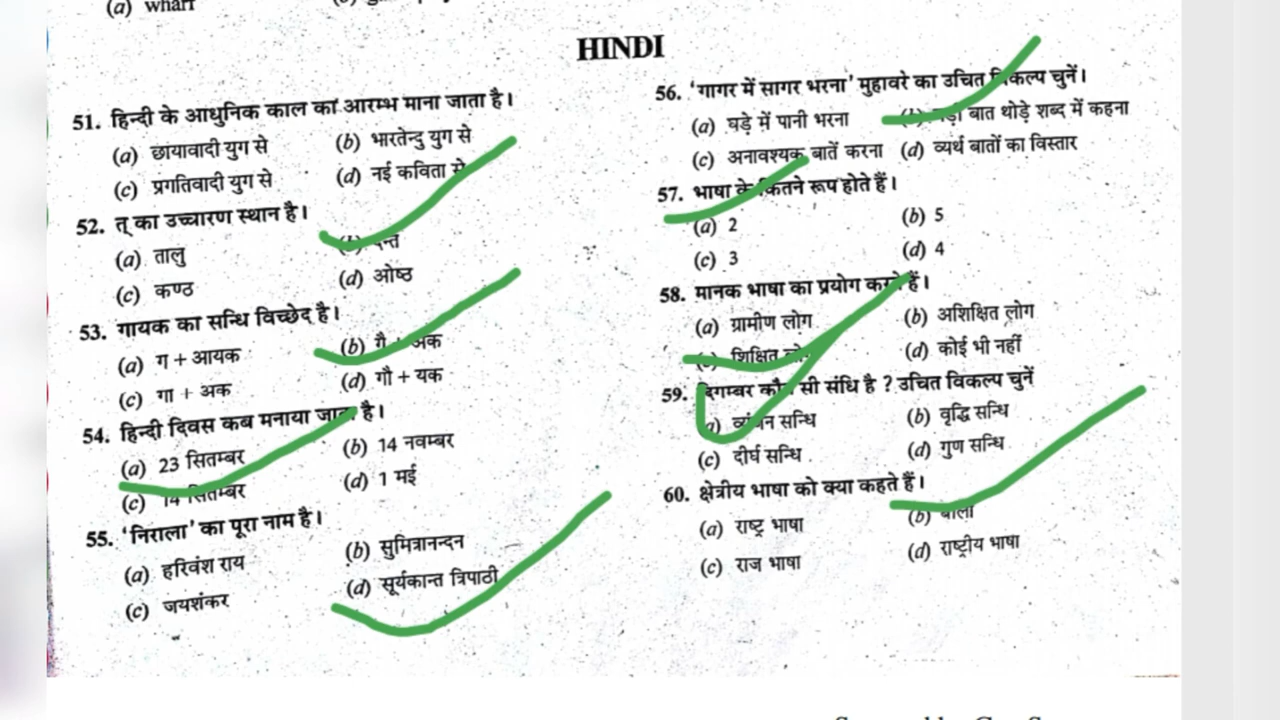 (a) wharf
HINDI
51. हिन्दी के आधुनिक काल का आरम्भ माना जाता है।
(a) छायावादी युग से (b) भारतेन्दु युग से
(c) प्रगतिवादी युग से (d) नई कविता से
52. त् का उच्चारण स्थान है।
(a) तालु (b) दन्त
(c) कण्ठ (d) ओष्ठ
53. गायक का सन्धि विच्छेद है।
(a) ग + आयक (b) गै + अक
(c) गा + अक (d) गौ + यक
54. हिन्दी दिवस कब मनाया जाता है।
(a) 23 सितम्बर (b) 14 नवम्बर
(c) 14 सितम्बर (d) 1 मई
55. 'निराला' का पूरा नाम है।
(a) हरिवंश राय (b) सुमित्रानन्दन
(c) जयशंकर (d) सूर्यकान्त त्रिपाठी
56. 'गागर में सागर भरना' मुहावरे का उचित विकल्प चुनें।
(a) घड़े में पानी भरना (b) बड़ी बात थोड़े शब्द में कहना
(c) अनावश्यक बातें करना (d) व्यर्थ बातों का विस्तार
57. भाषा के कितने रूप होते हैं।
(a) 2 (b) 5
(c) 3 (d) 4
58. मानक भाषा का प्रयोग करते हैं।
(a) ग्रामीण लोग (b) अशिक्षित लोग
(c) शिक्षित लोग (d) कोई भी नहीं
59. दिगम्बर कौन सी संधि है ? उचित विकल्प चुनें
(a) व्यंजन सन्धि (b) वृद्धि सन्धि
(c) दीर्घ सन्धि (d) गुण सन्धि
60. क्षेत्रीय भाषा को क्या कहते हैं।
(a) राष्ट्र भाषा (b) बोली
(c) राज भाषा (d) राष्ट्रीय भाषा